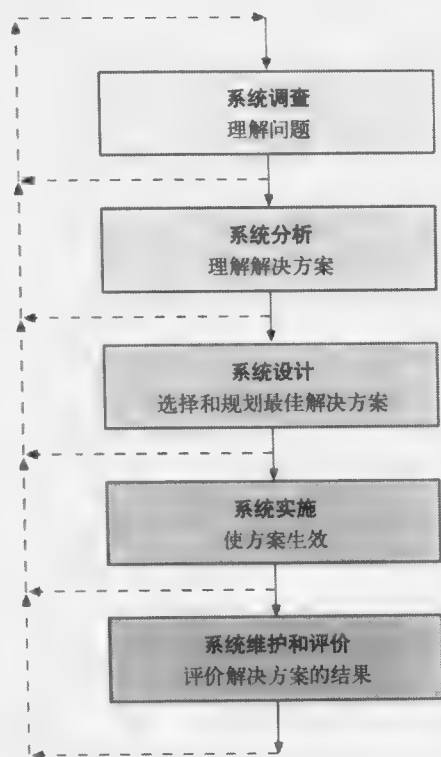 系统调查
理解问题
系统分析
理解解决方案
系统设计
选择和规划最佳解决方案
系统实施
使方案生效
系统维护和评价
评价解决方案的结果